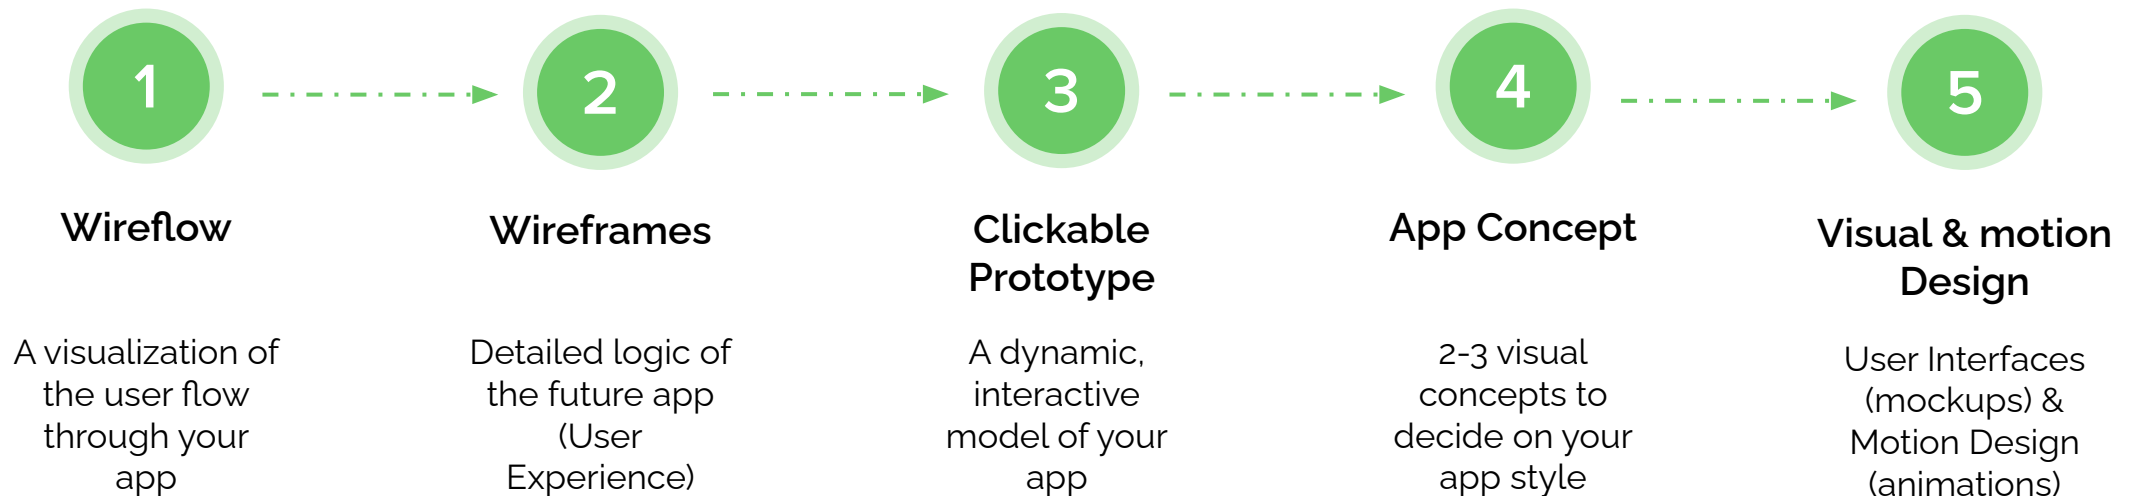 1
Wireflow
A visualization of
the user flow
through your
app
2
Wireframes
Detailed logic of
the future app
(User
Experience)
3
Clickable
Prototype
A dynamic,
interactive
model of your
app
4
App Concept
2-3 visual
concepts to
decide on your
app style
5
Visual & motion
Design
User Interfaces
(mockups) &
Motion Design
(animations)